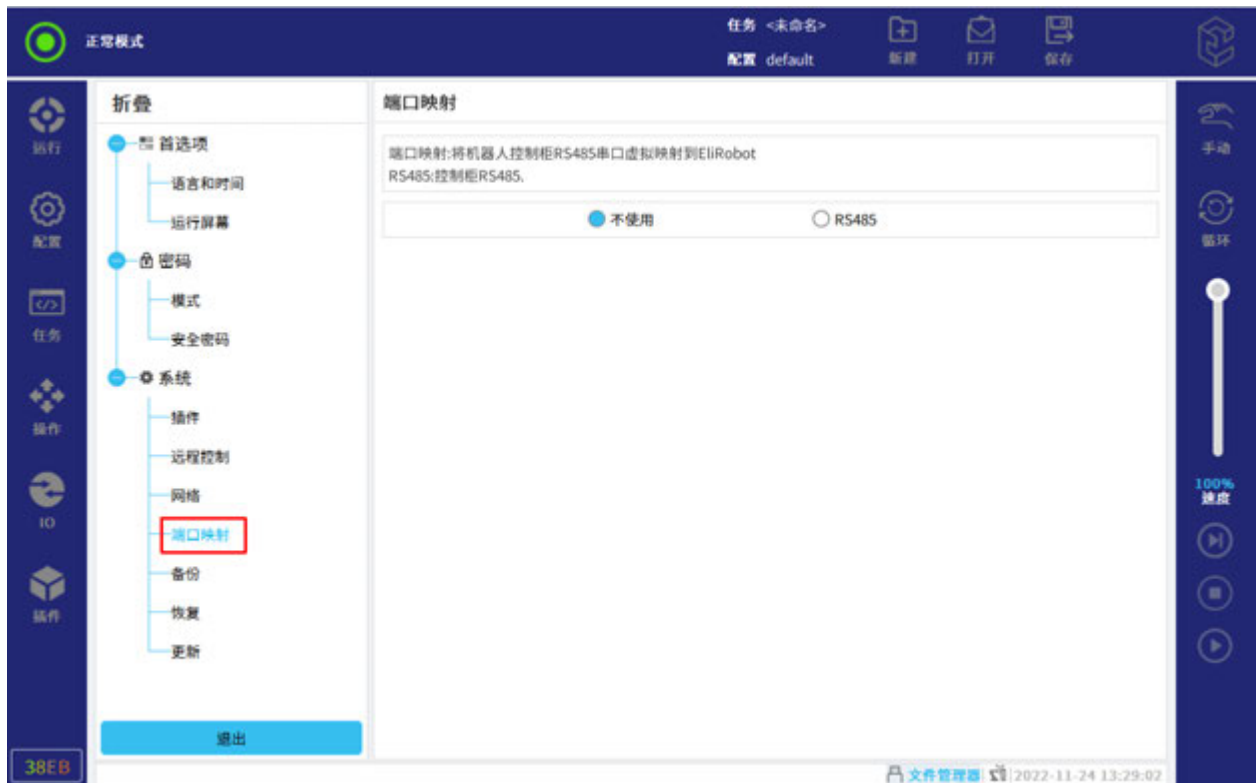 正常模式
任务 <未命名>
配置 default
新建
打开
保存
运行
配置
任务
操作
IO
插件
38EB
折叠
首选项
语言和时间
运行屏幕
密码
模式
安全密码
系统
插件
远程控制
网络
端口映射
备份
恢复
更新
退出
端口映射
端口映射:将机器人控制柜RS485串口虚拟映射到EliRobot
RS485:控制柜RS485.
不使用
RS485
手动
循环
100%
速度
文件管理器
2022-11-24 13:29:02